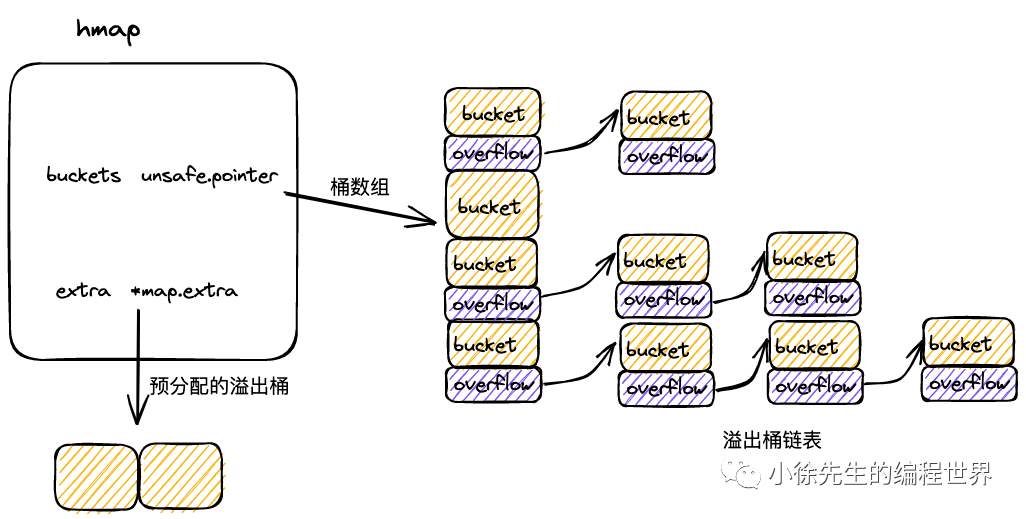 hmap
buckets unsafe.pointer
extra *map.extra
预分配的溢出桶
桶数组
bucket
overflow
bucket
overflow
bucket
bucket
overflow
bucket
overflow
bucket
overflow
bucket
overflow
bucket
overflow
bucket
overflow
bucket
overflow
溢出桶链表
小徐先生的编程世界